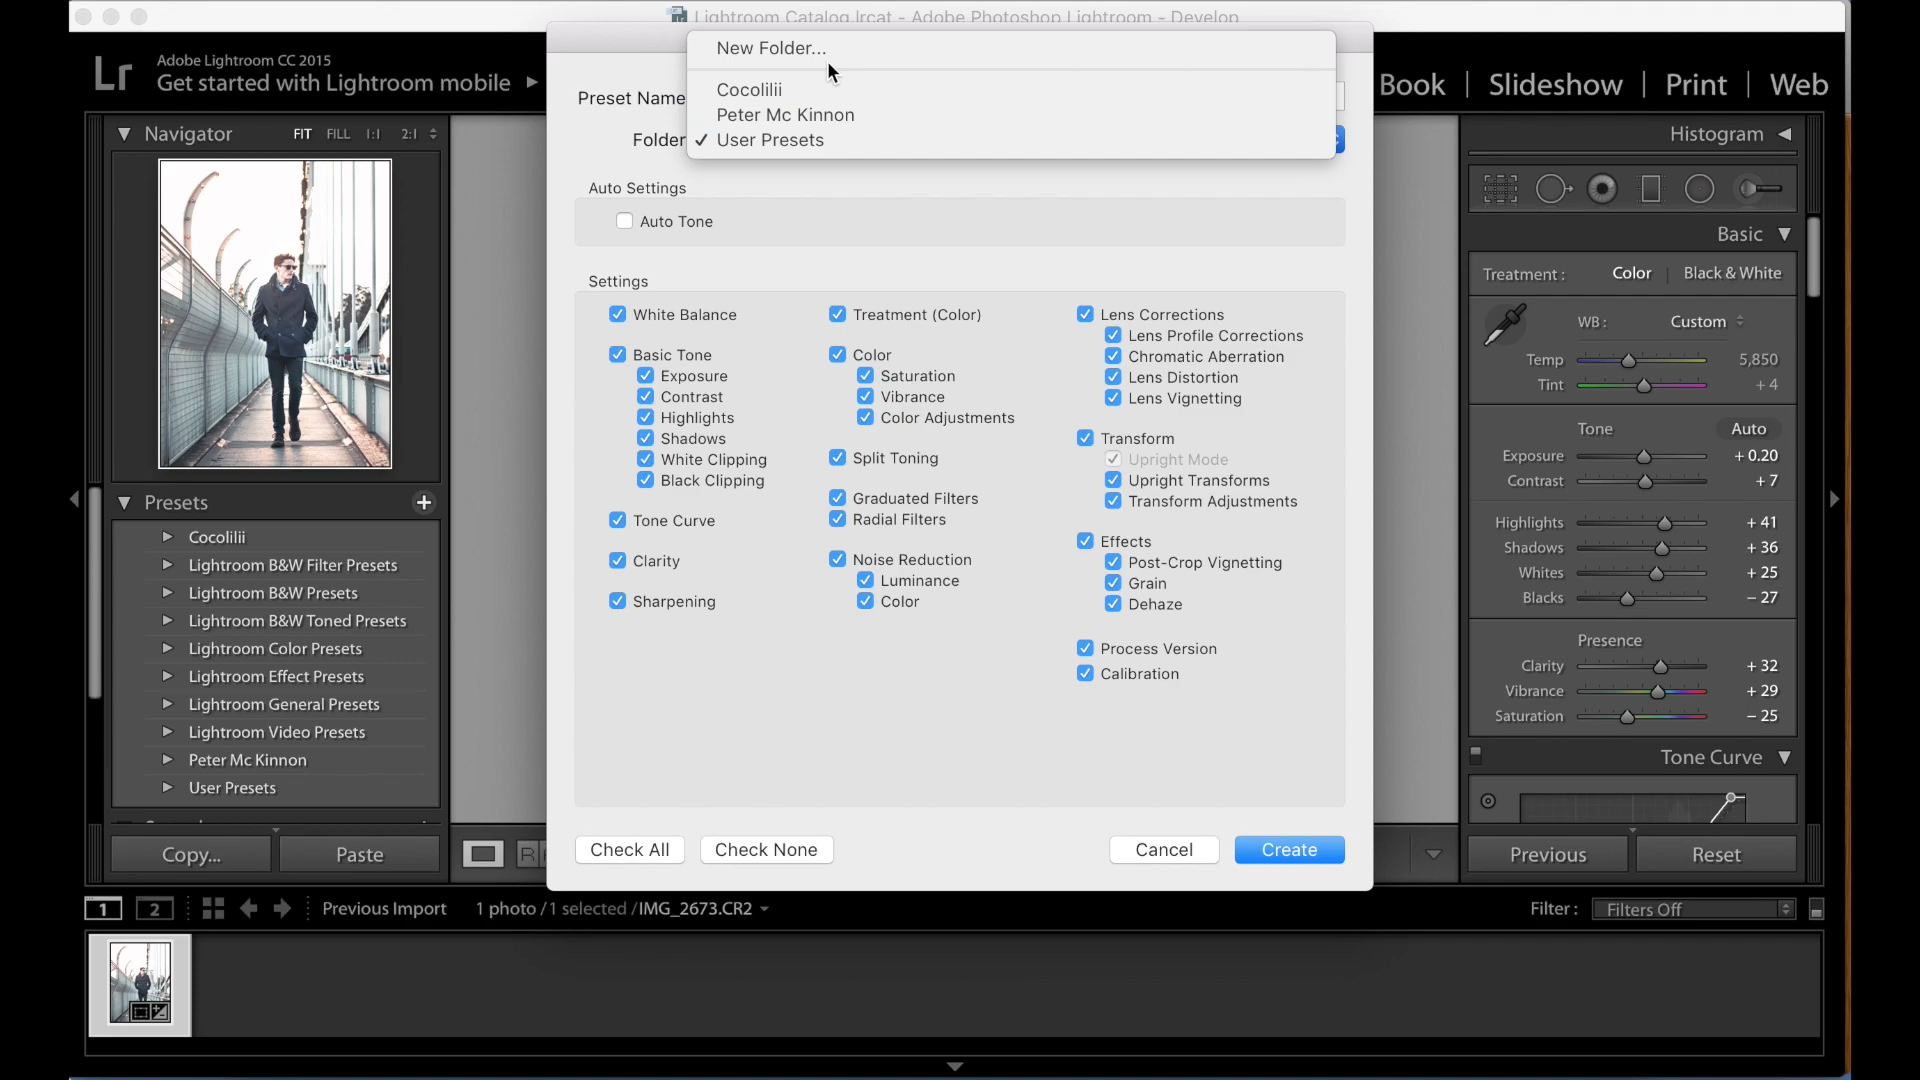 Lightroom Catalog.lrcat - Adobe Photoshop Lightroom - Develop
Lr
Adobe Lightroom CC 2015
Get started with Lightroom mobile
Book | Slideshow | Print | Web
New Folder...
Cocolilii
Peter Mc Kinnon
✓ User Presets
Preset Name
Folder
Navigator
FIT FILL 1:1 2:1
Presets
Cocolilii
Lightroom B&W Filter Presets
Lightroom B&W Presets
Lightroom B&W Toned Presets
Lightroom Color Presets
Lightroom Effect Presets
Lightroom General Presets
Lightroom Video Presets
Peter Mc Kinnon
User Presets
Copy...
Paste
Auto Settings
Auto Tone
Settings
White Balance
Basic Tone
Exposure
Contrast
Highlights
Shadows
White Clipping
Black Clipping
Tone Curve
Clarity
Sharpening
Treatment (Color)
Color
Saturation
Vibrance
Color Adjustments
Split Toning
Graduated Filters
Radial Filters
Noise Reduction
Luminance
Color
Lens Corrections
Lens Profile Corrections
Chromatic Aberration
Lens Distortion
Lens Vignetting
Transform
Upright Mode
Upright Transforms
Transform Adjustments
Effects
Post-Crop Vignetting
Grain
Dehaze
Process Version
Calibration
Check All
Check None
Cancel
Create
Histogram
Basic
Treatment : Color | Black & White
WB : Custom
Temp 5,850
Tint + 4
Tone Auto
Exposure + 0.20
Contrast + 7
Highlights + 41
Shadows + 36
Whites + 25
Blacks – 27
Presence
Clarity + 32
Vibrance + 29
Saturation – 25
Tone Curve
Previous
Reset
1 2 Previous Import 1 photo / 1 selected / IMG_2673.CR2
Filter : Filters Off